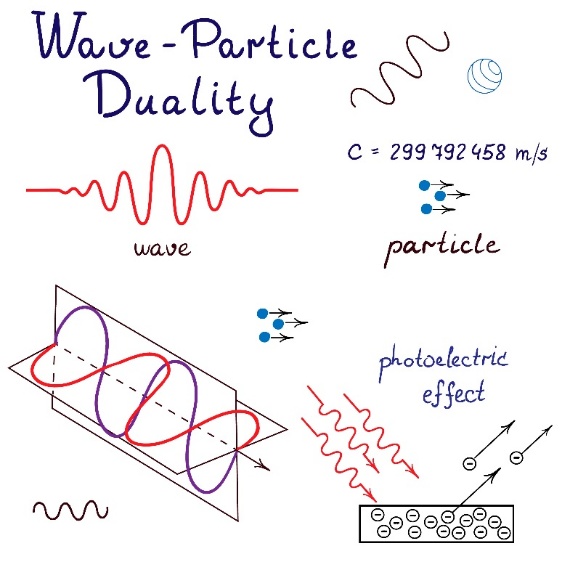 Wave-Particle
Duality
C = 299 792 458 m/s
wave
particle
photoelectric
effect